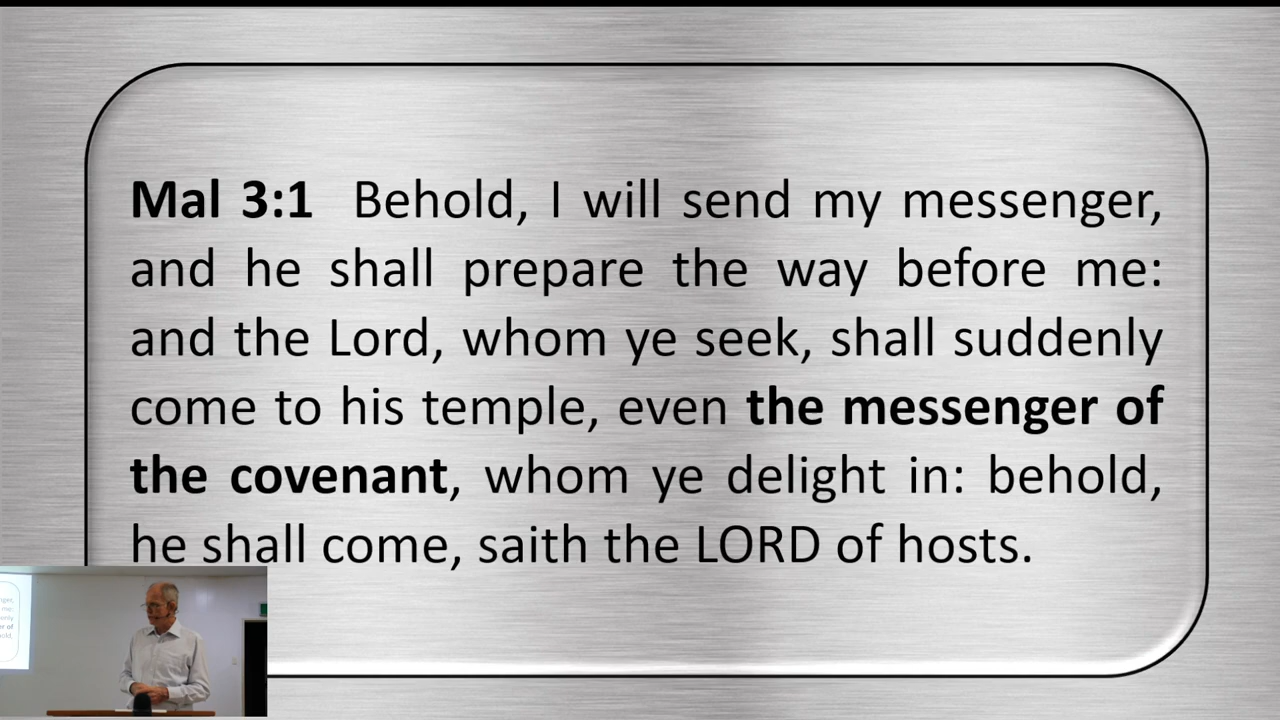 Mal 3:1 Behold, I will send my messenger,
and he shall prepare the way before me:
and the Lord, whom ye seek, shall suddenly
come to his temple, even the messenger of
the covenant, whom ye delight in: behold,
he shall come, saith the LORD of hosts.